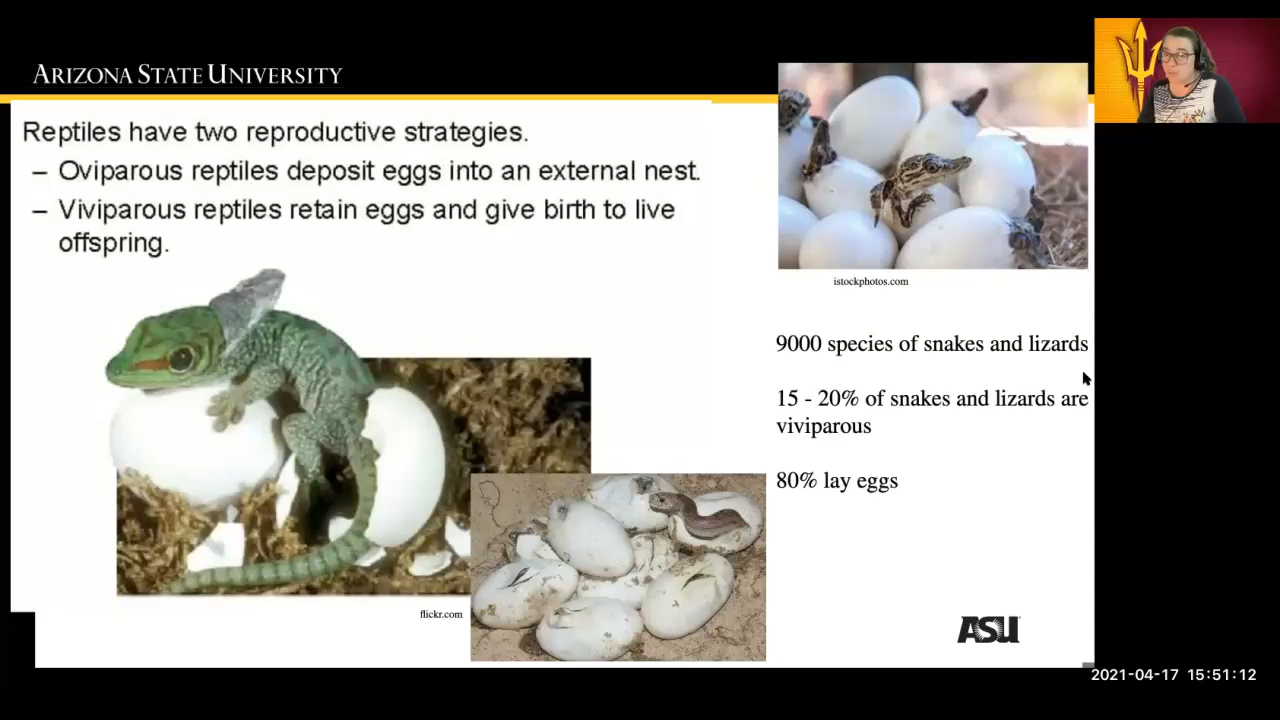 ARIZONA STATE UNIVERSITY
Reptiles have two reproductive strategies.
– Oviparous reptiles deposit eggs into an external nest.
– Viviparous reptiles retain eggs and give birth to live
offspring.
istockphotos.com
9000 species of snakes and lizards
15 - 20% of snakes and lizards are
viviparous
80% lay eggs
flickr.com
ASU
2021-04-17 15:51:12